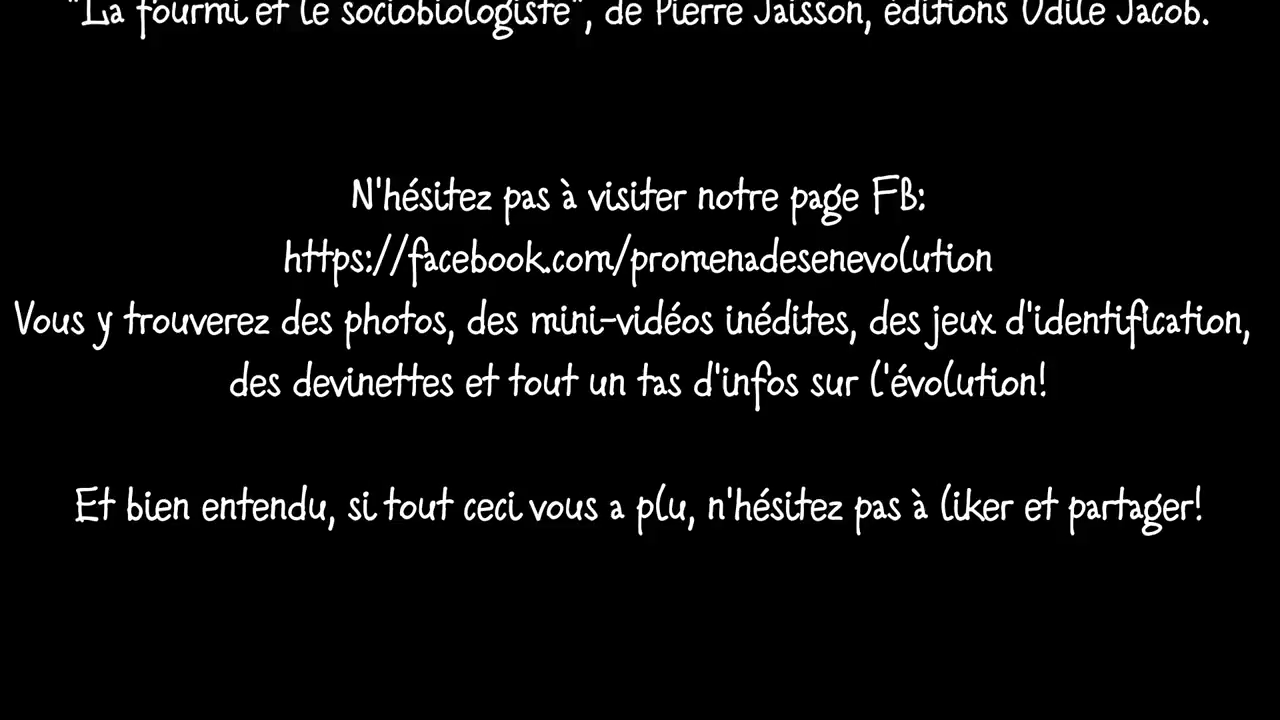 "La fourmi et le sociobiologiste", de Pierre Jaisson, éditions Odile Jacob.
N'hésitez pas à visiter notre page FB:
https://facebook.com/promenadesenevolution
Vous y trouverez des photos, des mini-vidéos inédites, des jeux d'identification,
des devinettes et tout un tas d'infos sur l'évolution!
Et bien entendu, si tout ceci vous a plu, n'hésitez pas à liker et partager!